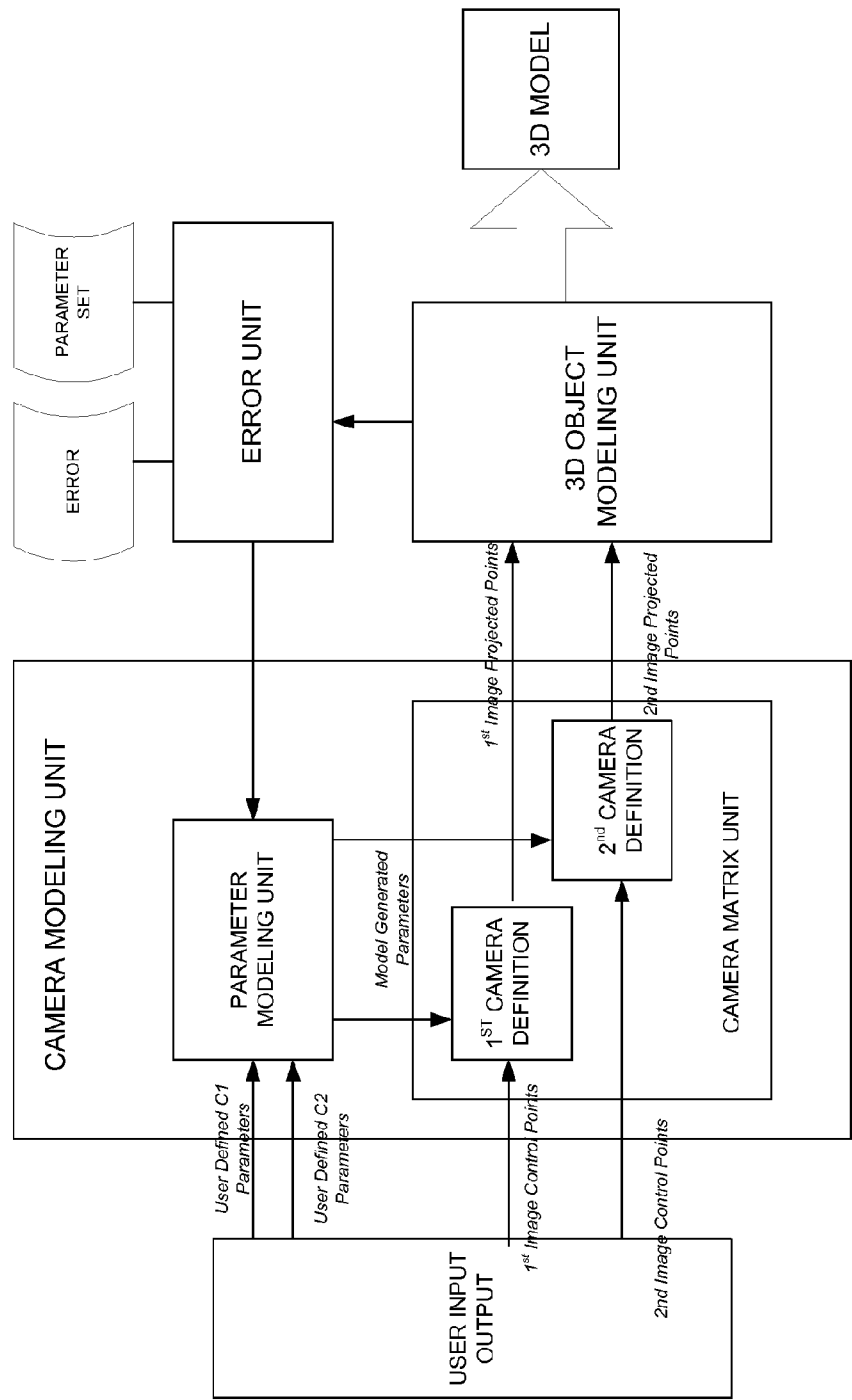 CAMERA MODELING UNIT
PARAMETER
MODELING UNIT
User Defined C1
Parameters
User Defined C2
Parameters
Model Generated
Parameters
1ST CAMERA
DEFINITION
2nd CAMERA
DEFINITION
CAMERA MATRIX UNIT
1st Image Control Points
2nd Image Control Points
USER INPUT
OUTPUT
1st Image Projected Points
2nd Image Projected
Points
ERROR
PARAMETER
SET
ERROR UNIT
3D OBJECT
MODELING UNIT
3D MODEL